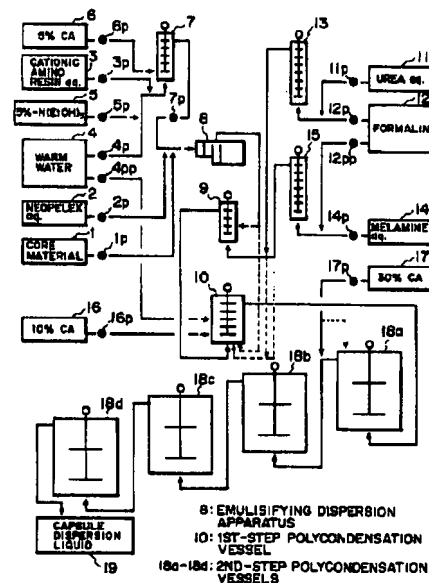 6
5% CA
6p
7
13
CATIONIC
AMINO
RESIN aq.
3
3p
11
UREA aq.
11p
5
5%-N(EtOH)3
5p
7p
12
FORMALIN
12p
12pp
4
WARM
WATER
4p
4pp
8
15
2
NEOPELEX
aq.
2p
9
14
MELAMINE
aq.
14p
1
CORE
MATERIAL
1p
10
17
30% CA
17p
16
10% CA
16p
18a
18b
18c
18d
CAPSULE
DISPERSION
LIQUID
19
8: EMULISIFYING DISPERSION
APPARATUS
10: 1ST-STEP POLYCONDENSATION
VESSEL
18a-18d: 2ND-STEP POLYCONDENSATION
VESSELS